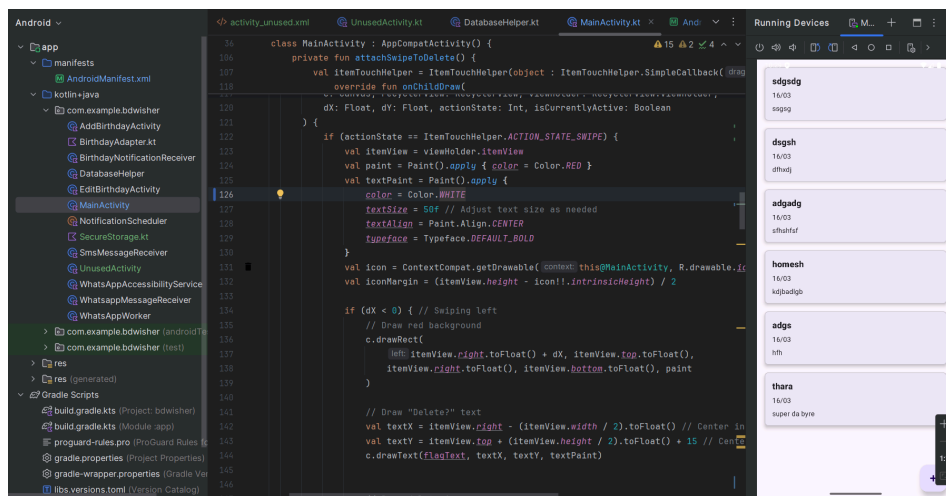 Android
activity_unused.xml
UnusedActivity.kt
DatabaseHelper.kt
MainActivity.kt
Andr
Running Devices
M...
app
manifests
AndroidManifest.xml
kotlin+java
com.example.bdwisher
AddBirthdayActivity
BirthdayAdapter.kt
BirthdayNotificationReceiver
DatabaseHelper
EditBirthdayActivity
MainActivity
NotificationScheduler
SecureStorage.kt
SmsMessageReceiver
UnusedActivity
WhatsAppAccessibilityService
WhatsappMessageReceiver
WhatsAppWorker
com.example.bdwisher (androidTe
com.example.bdwisher (test)
res
res (generated)
Gradle Scripts
build.gradle.kts (Project: bdwisher)
build.gradle.kts (Module :app)
proguard-rules.pro (ProGuard Rules
gradle.properties (Project Properties)
gradle-wrapper.properties (Gradle Ver
libs.versions.toml (Version Catalog)
15 2 4
36 class MainActivity : AppCompatActivity() {
106 private fun attachSwipeToDelete() {
107 val itemTouchHelper = ItemTouchHelper(object : ItemTouchHelper.SimpleCallback( drag
118 override fun onChildDraw(
c: Canvas, recyclerView: RecyclerView, viewHolder: RecyclerView.ViewHolder,
120 dX: Float, dY: Float, actionState: Int, isCurrentlyActive: Boolean
121 ) {
122 if (actionState == ItemTouchHelper.ACTION_STATE_SWIPE) {
123 val itemView = viewHolder.itemView
124 val paint = Paint().apply { color = Color.RED }
125 val textPaint = Paint().apply {
126 color = Color.WHITE
127 textSize = 50f // Adjust text size as needed
128 textAlign = Paint.Align.CENTER
129 typeface = Typeface.DEFAULT_BOLD
130 }
131 val icon = ContextCompat.getDrawable( context: this@MainActivity, R.drawable.ic
132 val iconMargin = (itemView.height - icon!!.intrinsicHeight) / 2
133
134 if (dX < 0) { // Swiping left
135 // Draw red background
136 c.drawRect(
137 left: itemView.right.toFloat() + dX, itemView.top.toFloat(),
138 itemView.right.toFloat(), itemView.bottom.toFloat(), paint
139 )
140
141 // Draw "Delete?" text
142 val textX = itemView.right - (itemView.width / 2).toFloat() // Center in
143 val textY = itemView.top + (itemView.height / 2).toFloat() + 15 // Cente
144 c.drawText(flagText, textX, textY, textPaint)
145
146
sdgsdg
16/03
ssgsg
dsgsh
16/03
dfhxdj
adgadg
16/03
sfhshfsf
homesh
16/03
kdjbadlgb
adgs
16/03
hfh
thara
16/03
super da byre
+
1:
+